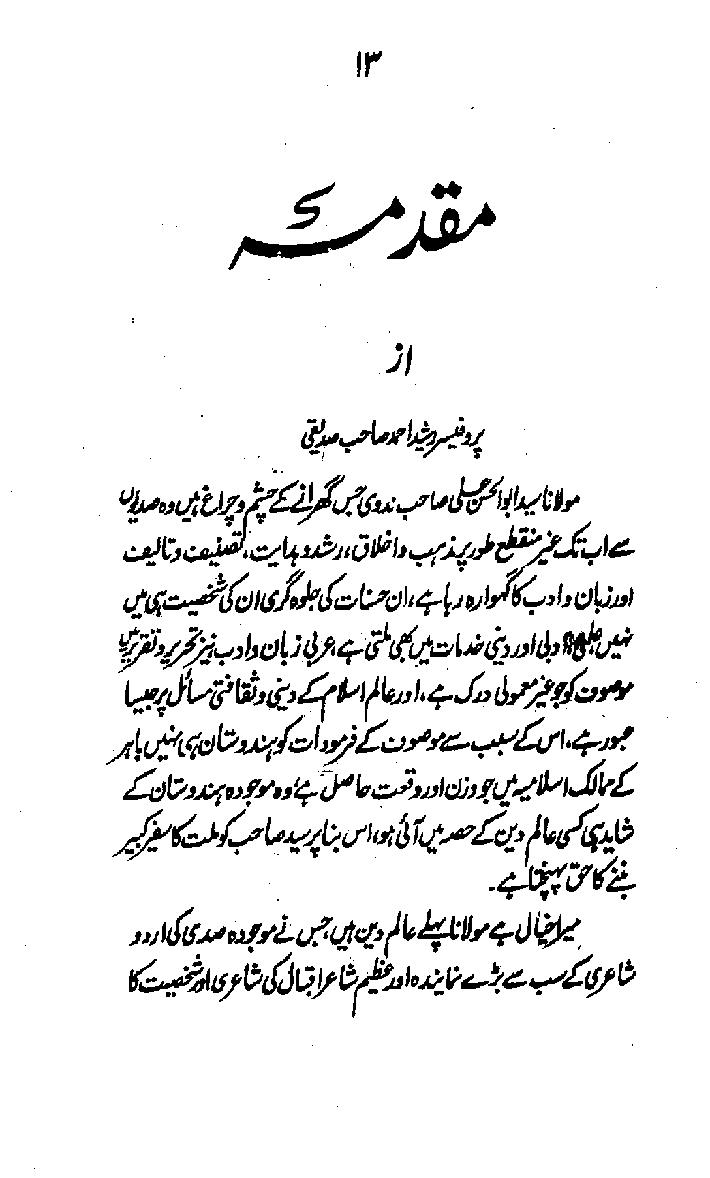 ۱۳
مقدمہ
از
پروفیسر رشید احمد صاحب صدیقی
مولانا سید ابوالحسن علی صاحب ندوی جس گھرانے کے چشم و چراغ ہیں وہ صدیوں
سے اب تک غیر منقطع طور پر مذہب و اخلاق، رشد و ہدایت، تصنیف و تالیف
اور زبان و ادب کا گہوارہ رہا ہے، ان حسنات کی جلوہ گری ان کی شخصیت ہی میں
نہیں علمی ادبی اور دینی خدمات میں بھی ملتی ہے، عربی زبان و ادب نیز تحریر و تقریر میں
موصوف کو جو غیر معمولی درک ہے، اور عالم اسلام کے دینی و ثقافتی مسائل پر جیسا
عبور ہے، اس کے سبب سے موصوف کے فرمودات کو ہندوستان ہی نہیں باہر
کے ممالک اسلامیہ میں جو وزن اور وقعت حاصل ہے، وہ موجودہ ہندوستان کے
شاید ہی کسی عالم دین کے حصہ میں آئی ہو، اس بنا پر سید صاحب کو ملت کا سفیر کبیر
بننے کا حق پہنچتا ہے۔
میرا خیال ہے مولانا پہلے عالم دین ہیں، جس نے موجودہ صدی کی اردو
شاعری کے سب سے بڑے نمایندہ اور عظیم شاعر اقبال کی شاعری اور شخصیت کا